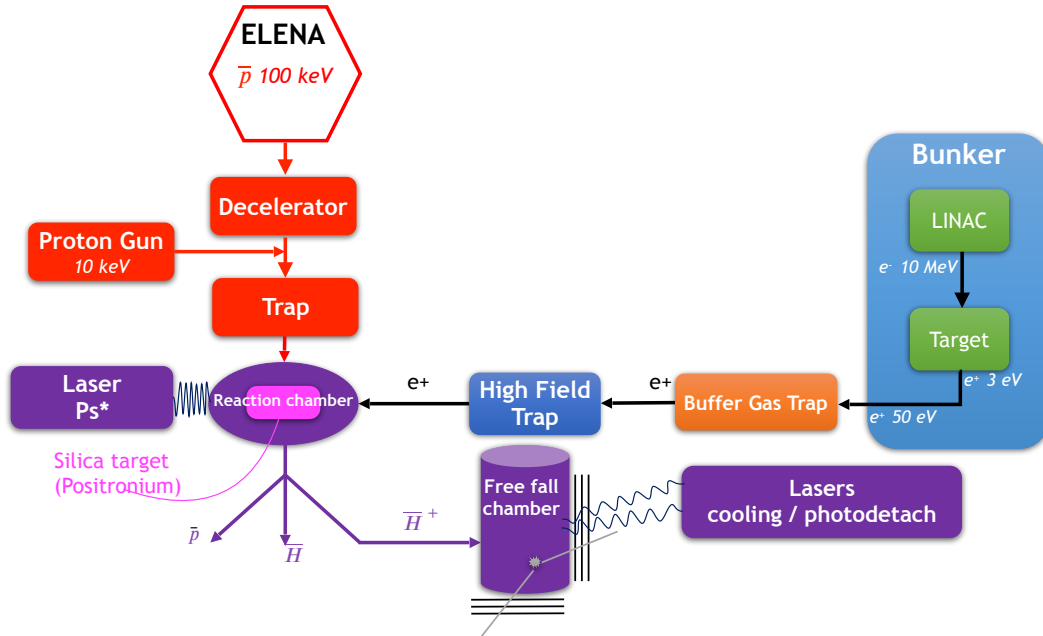 ELENA
p̅ 100 keV
Decelerator
Proton Gun
10 keV
Trap
Bunker
LINAC
e⁻ 10 MeV
Target
e⁺ 3 eV
e⁺ 50 eV
Laser
Ps*
Reaction chamber
e+
High Field
Trap
e+
Buffer Gas Trap
Silica target
(Positronium)
Free fall
chamber
Lasers
cooling / photodetach
p̅
H̅
H̅ +